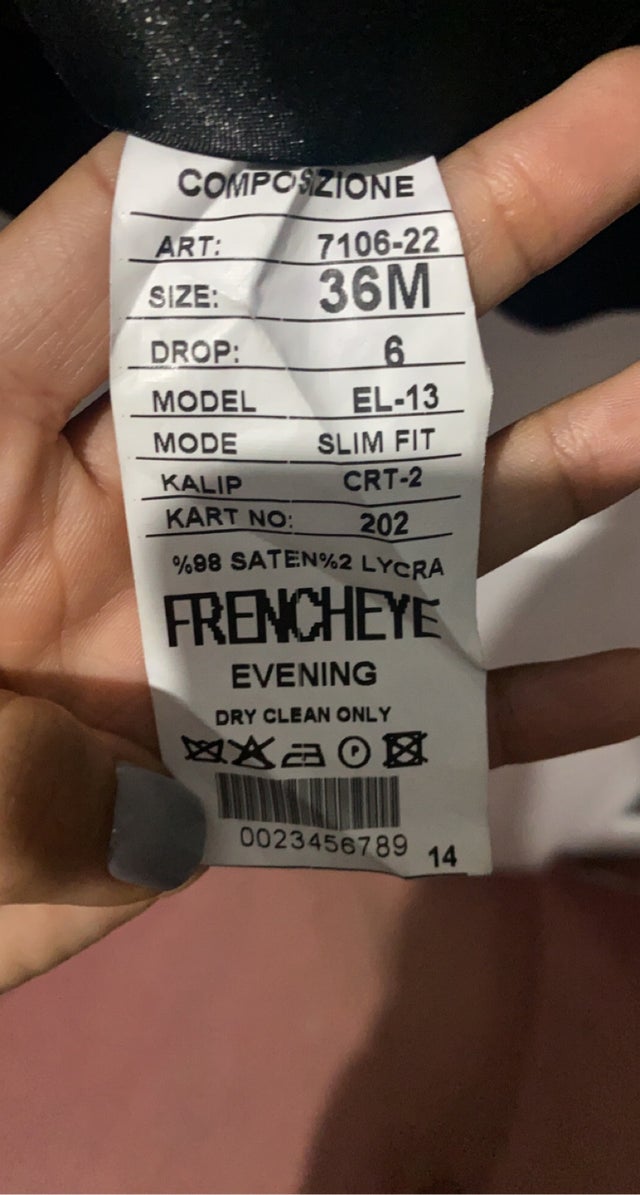 COMPOSIZIONE
ART: 7106-22
SIZE: 36M
DROP: 6
MODEL EL-13
MODE SLIM FIT
KALIP CRT-2
KART NO: 202
%98 SATEN%2 LYCRA
FRENCHEYE
EVENING
DRY CLEAN ONLY
P
0023456789 14